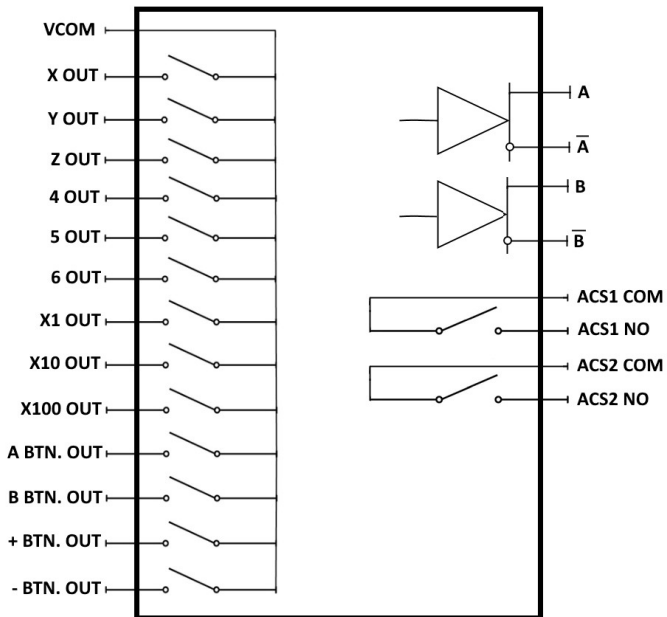 VCOM
X OUT
Y OUT
Z OUT
4 OUT
5 OUT
6 OUT
X1 OUT
X10 OUT
X100 OUT
A BTN. OUT
B BTN. OUT
+ BTN. OUT
- BTN. OUT
A
A̅
B
B̅
ACS1 COM
ACS1 NO
ACS2 COM
ACS2 NO